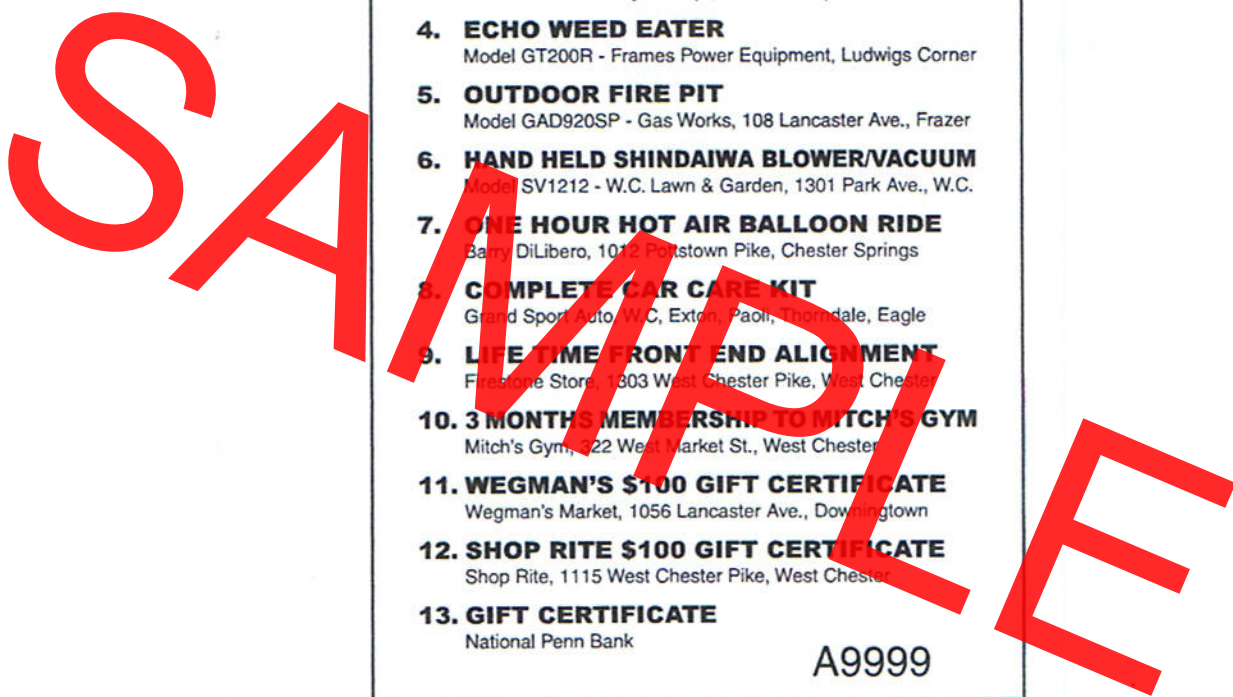 4. ECHO WEED EATER
Model GT200R - Frames Power Equipment, Ludwigs Corner
5. OUTDOOR FIRE PIT
Model GAD920SP - Gas Works, 108 Lancaster Ave., Frazer
6. HAND HELD SHINDAIWA BLOWER/VACUUM
Model SV1212 - W.C. Lawn & Garden, 1301 Park Ave., W.C.
7. ONE HOUR HOT AIR BALLOON RIDE
Barry DiLibero, 1012 Pottstown Pike, Chester Springs
8. COMPLETE CAR CARE KIT
Grand Sport Auto, W.C, Exton, Paoli, Thorndale, Eagle
9. LIFE TIME FRONT END ALIGNMENT
Firestone Store, 1303 West Chester Pike, West Chester
10. 3 MONTHS MEMBERSHIP TO MITCH'S GYM
Mitch's Gym, 322 West Market St., West Chester
11. WEGMAN'S $100 GIFT CERTIFICATE
Wegman's Market, 1056 Lancaster Ave., Downingtown
12. SHOP RITE $100 GIFT CERTIFICATE
Shop Rite, 1115 West Chester Pike, West Chester
13. GIFT CERTIFICATE
National Penn Bank
A9999
SAMPLE